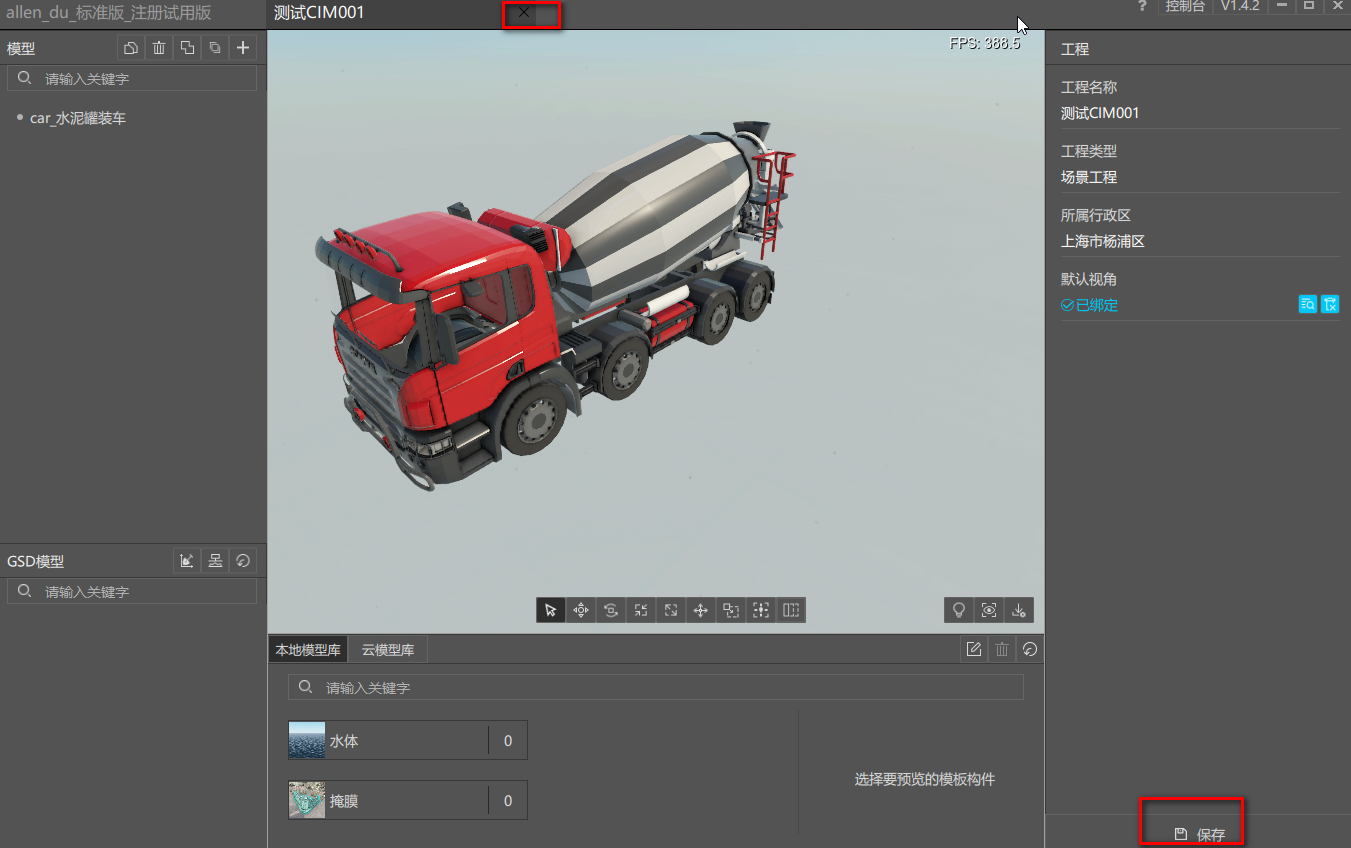 allen_du_标准版_注册试用版
测试CIM001
?
控制台
V1.4.2
模型
请输入关键字
car_水泥罐装车
GSD模型
请输入关键字
FPS: 388.5
本地模型库
云模型库
请输入关键字
水体
0
掩膜
0
选择要预览的模板构件
工程
工程名称
测试CIM001
工程类型
场景工程
所属行政区
上海市杨浦区
默认视角
已绑定
保存